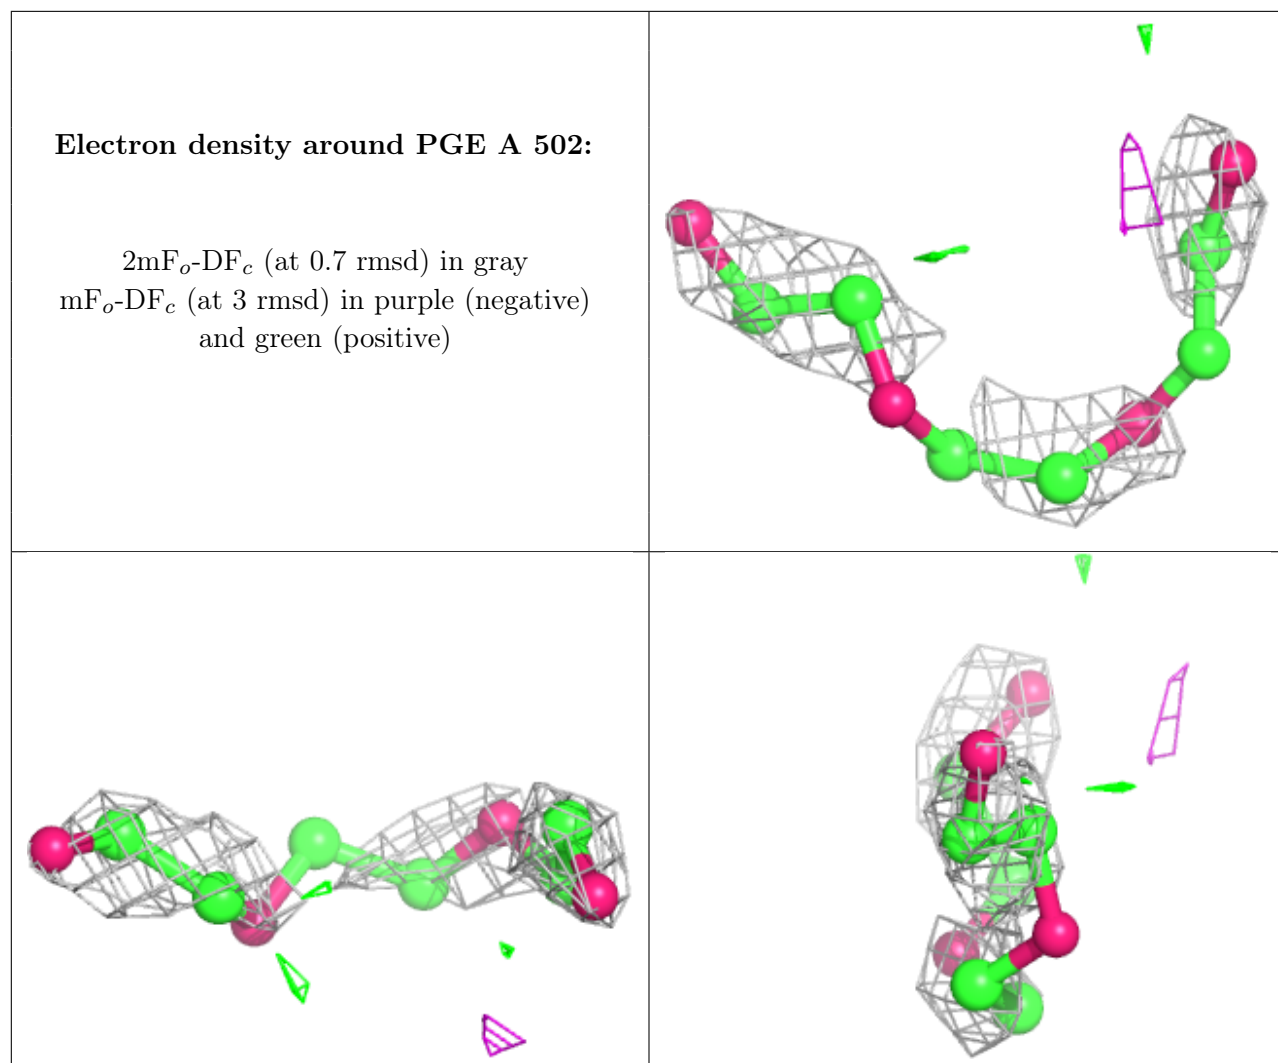 Electron density around PGE A 502:
2mFo-DFc (at 0.7 rmsd) in gray
mFo-DFc (at 3 rmsd) in purple (negative)
and green (positive)